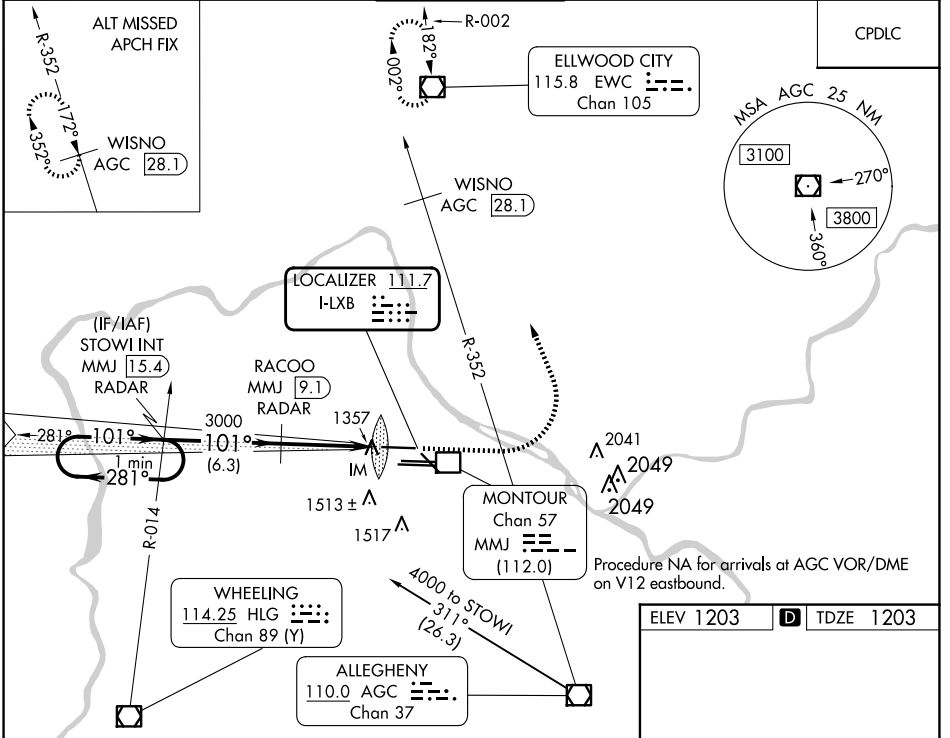 ALT MISSED
APCH FIX
R-352
172°
352°
WISNO
AGC 28.1
R-002
182°
002°
ELLWOOD CITY
115.8 EWC
Chan 105
CPDLC
MSA AGC 25 NM
3100
270°
3800
360°
WISNO
AGC 28.1
LOCALIZER 111.7
I-LXB
R-352
(IF/IAF)
STOWI INT
MMJ 15.4
RADAR
RACOO
MMJ 9.1
RADAR
1357
3000
281°
101°
101°
(6.3)
1 min
281°
IM
2041
2049
2049
1513 ±
1517
MONTOUR
Chan 57
MMJ
(112.0)
R-014
Procedure NA for arrivals at AGC VOR/DME
on V12 eastbound.
WHEELING
114.25 HLG
Chan 89 (Y)
4000 to STOWI
311°
(26.3)
ALLEGHENY
110.0 AGC
Chan 37
ELEV 1203 D TDZE 1203